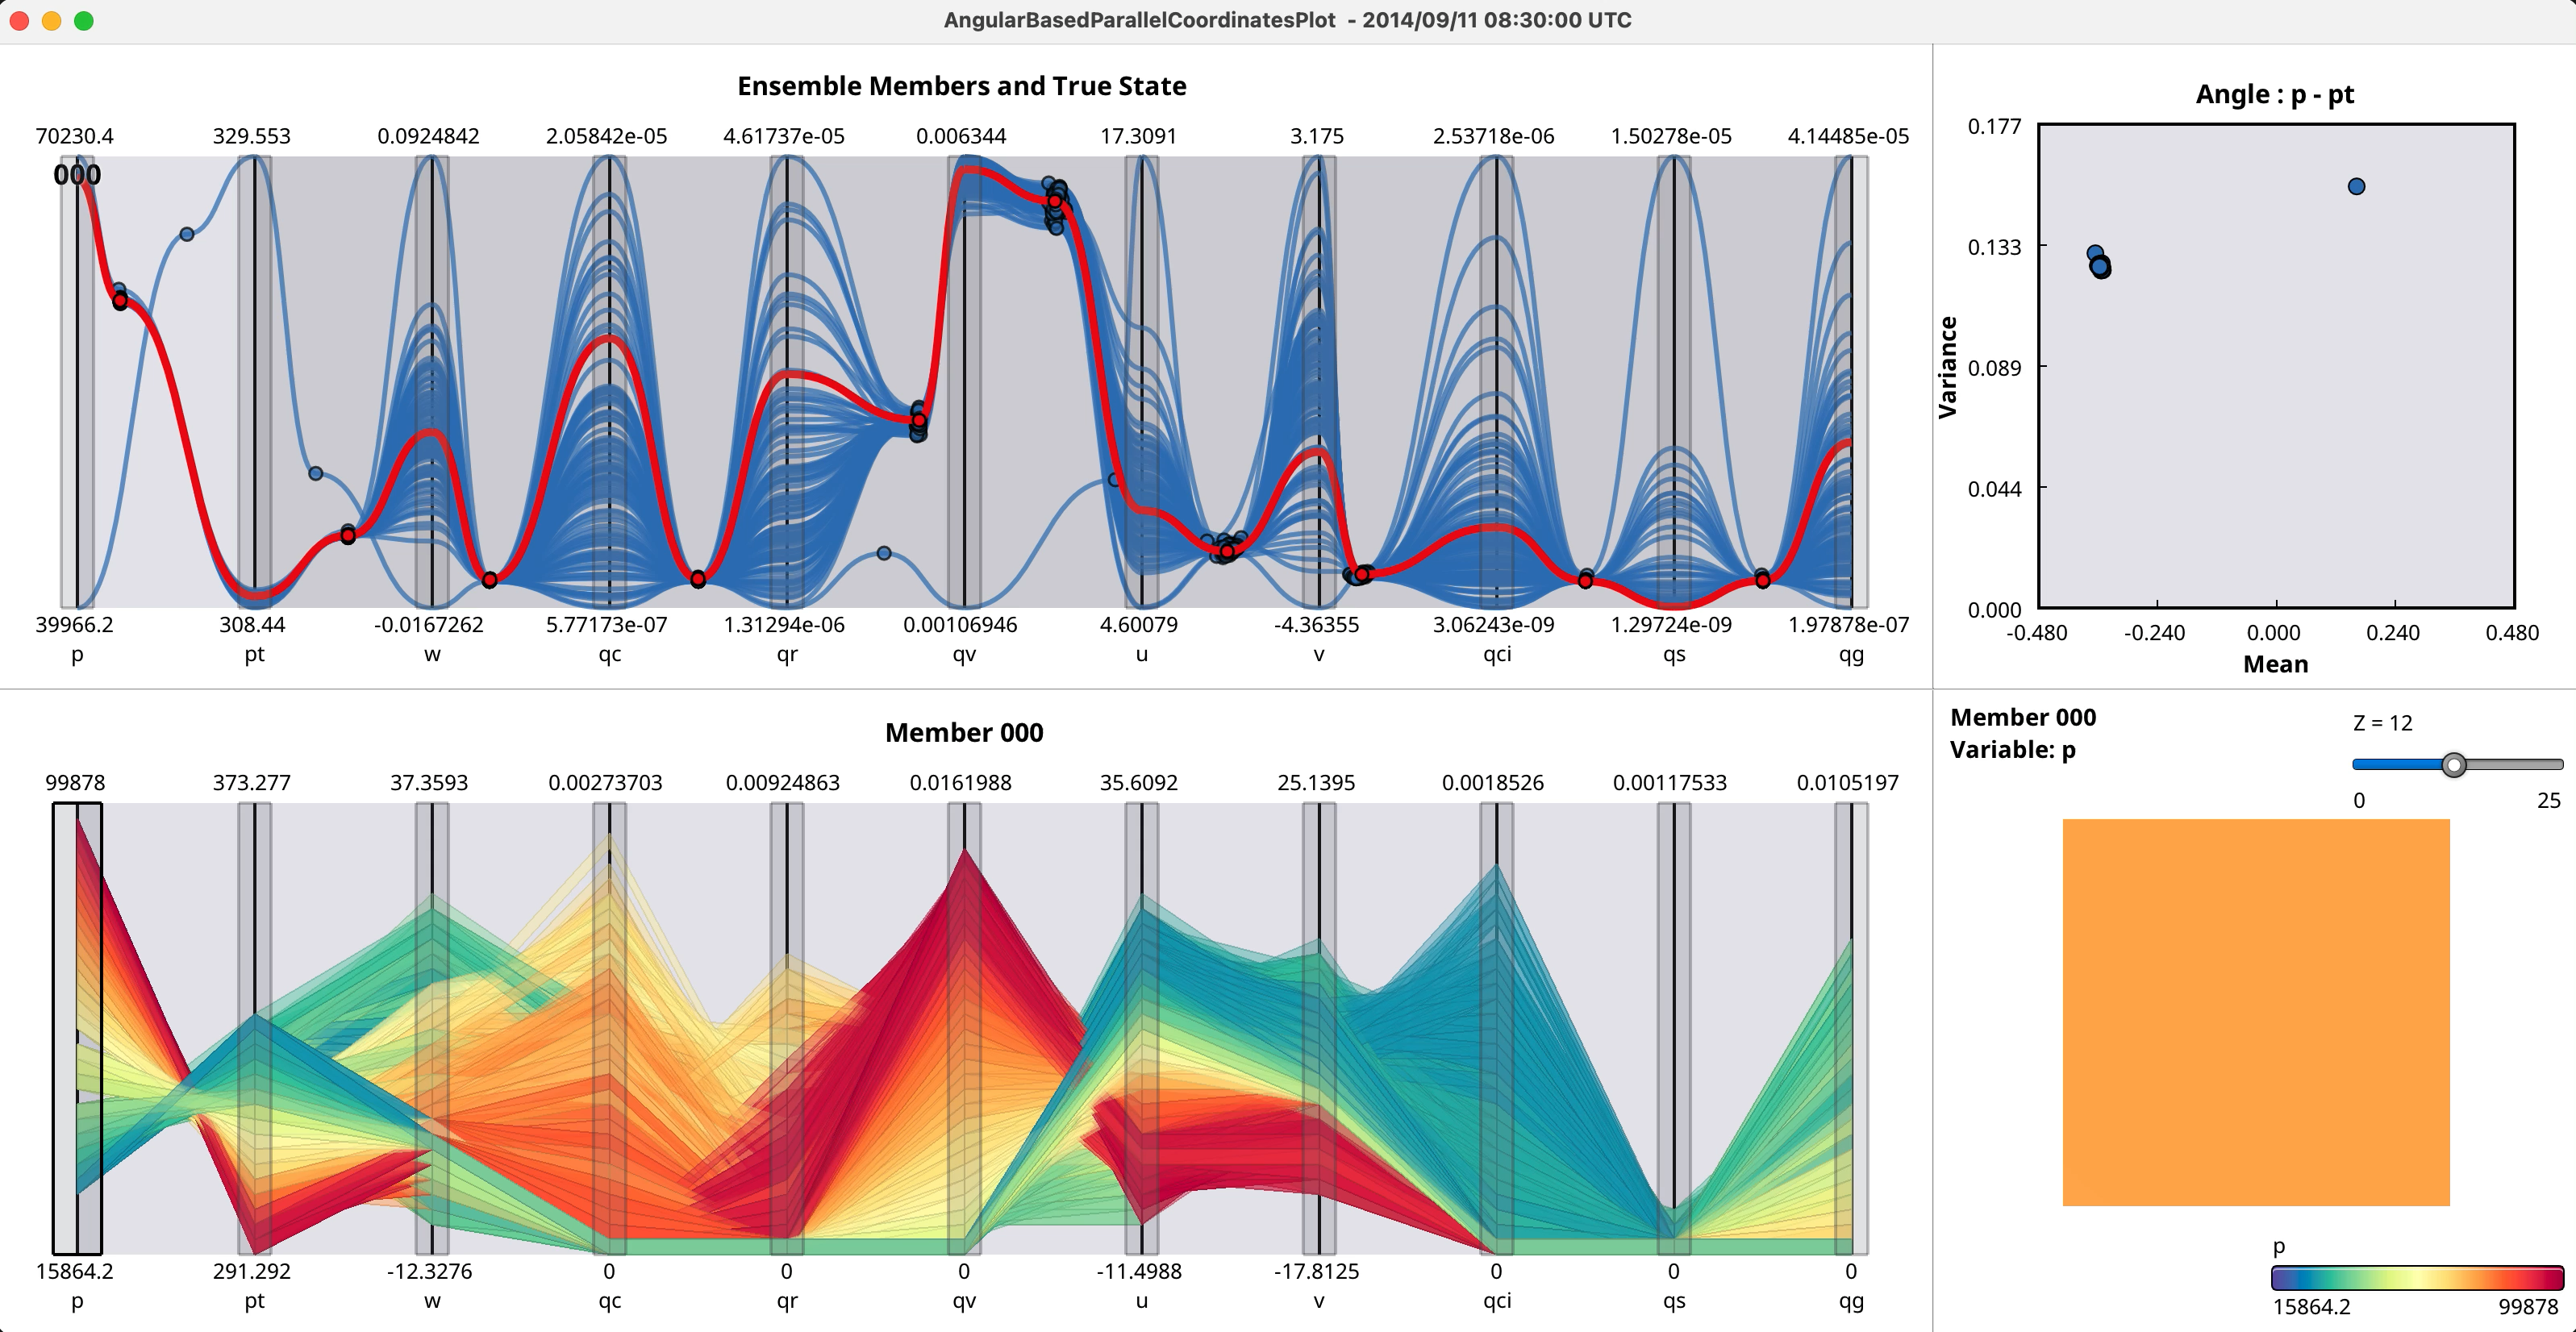 AngularBasedParallelCoordinatesPlot - 2014/09/11 08:30:00 UTC
Ensemble Members and True State
70230.4 329.553 0.0924842 2.05842e-05 4.61737e-05 0.006344 17.3091 3.175 2.53718e-06 1.50278e-05 4.14485e-05
000
39966.2 308.44 -0.0167262 5.77173e-07 1.31294e-06 0.00106946 4.60079 -4.36355 3.06243e-09 1.29724e-09 1.97878e-07
p pt w qc qr qv u v qci qs qg
Angle : p - pt
0.177
0.133
0.089
0.044
0.000
Variance
-0.480 -0.240 0.000 0.240 0.480
Mean
Member 000
99878 373.277 37.3593 0.00273703 0.00924863 0.0161988 35.6092 25.1395 0.0018526 0.00117533 0.0105197
15864.2 291.292 -12.3276 0 0 0 -11.4988 -17.8125 0 0 0
p pt w qc qr qv u v qci qs qg
Member 000
Variable: p
Z = 12
0 25
p
15864.2 99878